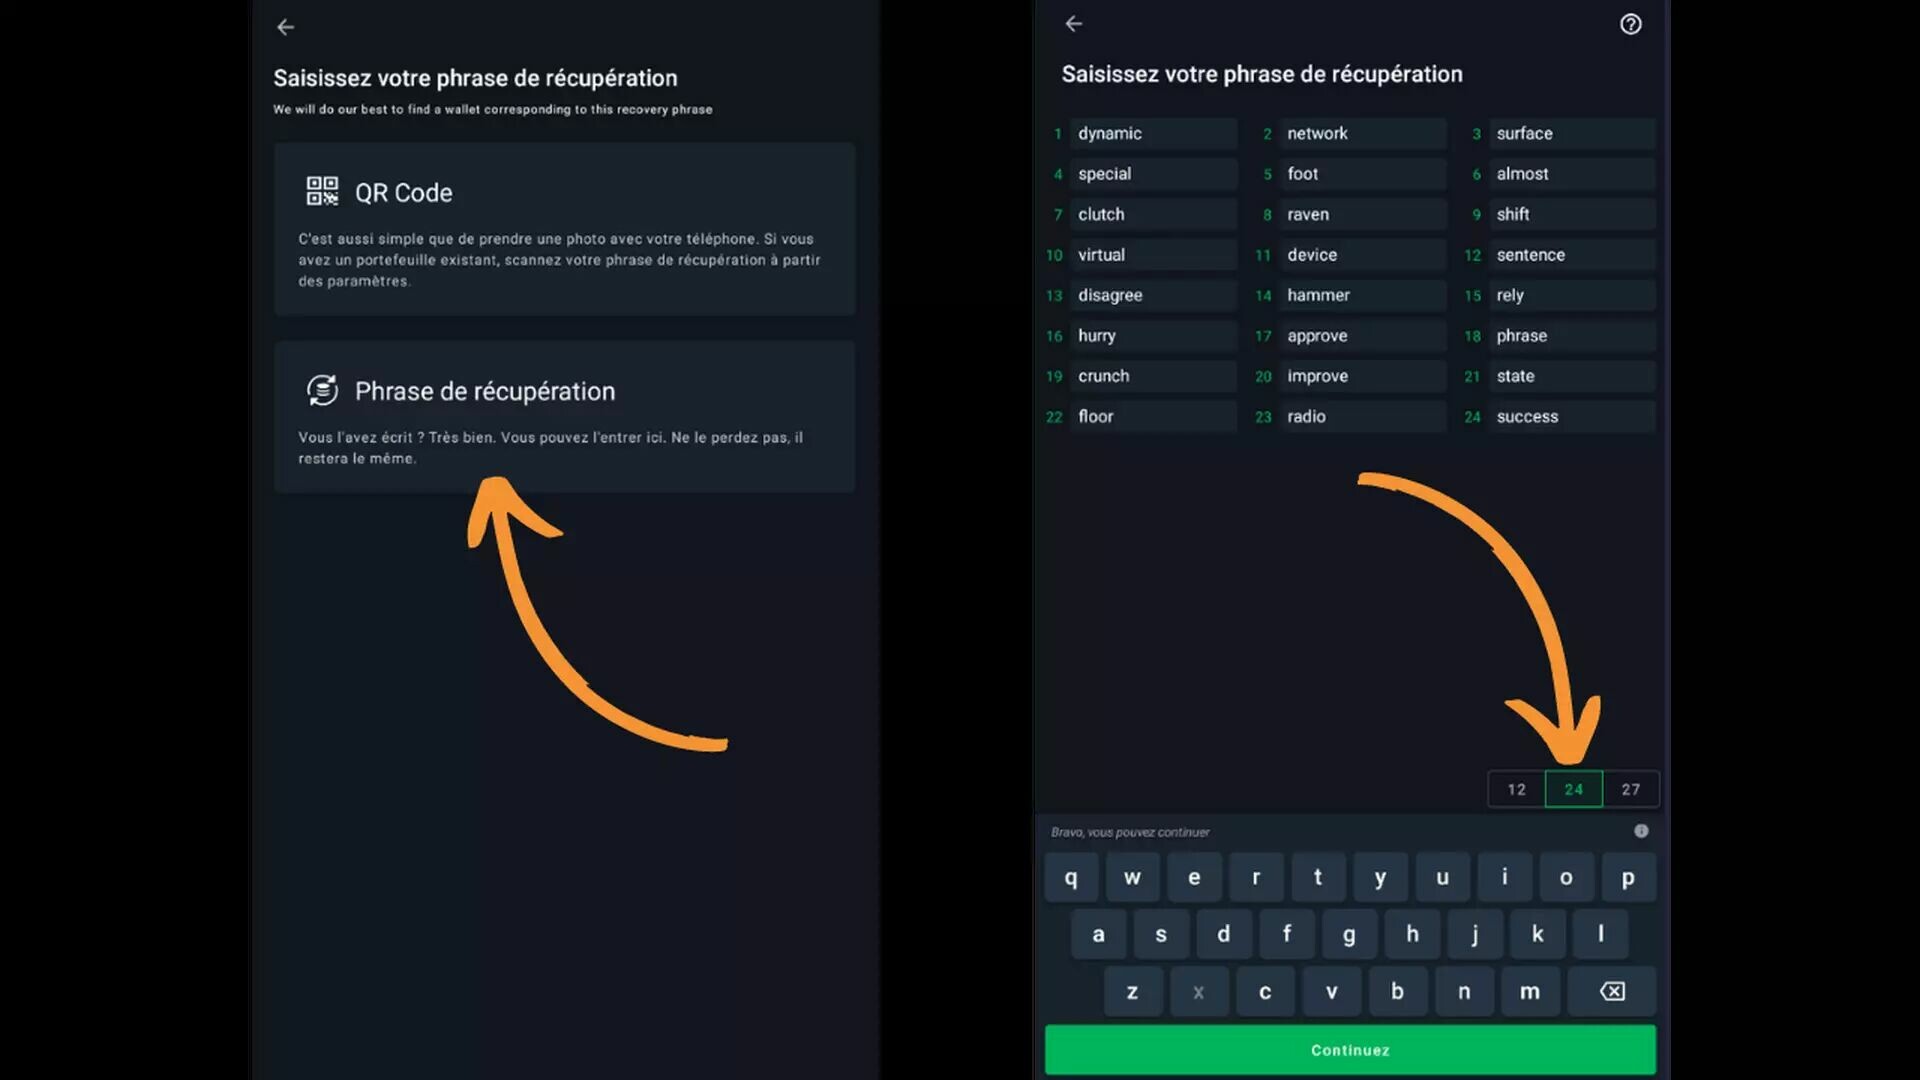 Saisissez votre phrase de récupération
We will do our best to find a wallet corresponding to this recovery phrase
QR Code
C'est aussi simple que de prendre une photo avec votre téléphone. Si vous
avez un portefeuille existant, scannez votre phrase de récupération à partir
des paramètres.
Phrase de récupération
Vous l'avez écrit ? Très bien. Vous pouvez l'entrer ici. Ne le perdez pas, il
restera le même.
Saisissez votre phrase de récupération
1 dynamic 2 network 3 surface
4 special 5 foot 6 almost
7 clutch 8 raven 9 shift
10 virtual 11 device 12 sentence
13 disagree 14 hammer 15 rely
16 hurry 17 approve 18 phrase
19 crunch 20 improve 21 state
22 floor 23 radio 24 success
12 24 27
Bravo, vous pouvez continuer
q w e r t y u i o p
a s d f g h j k l
z x c v b n m
Continuez